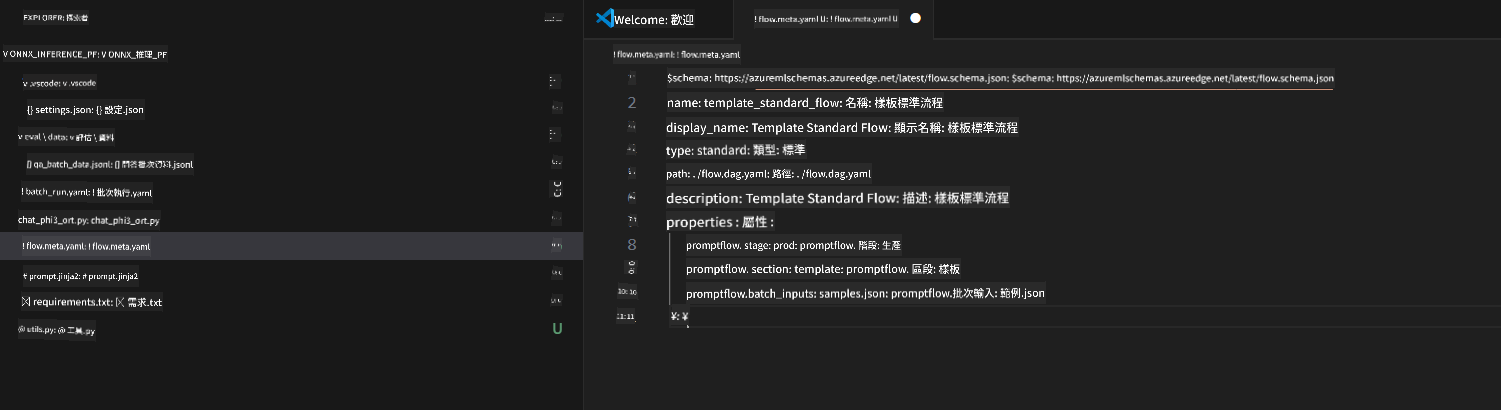 EXPLORER: 探索者
Welcome: 歡迎
! flow.meta.yaml U: ! flow.meta.yaml U
V ONNX_INFERENCE_PF: V ONNX_推理_PF
! flow.meta.yaml: ! flow.meta.yaml
v .vscode: v .vscode
$schema: https://azuremlschemas.azureedge.net/latest/flow.schema.json: $schema: https://azuremlschemas.azureedge.net/latest/flow.schema.json
{} settings.json: {} 設定.json
2 name: template_standard_flow: 名稱: 樣板標準流程
display_name: Template Standard Flow: 顯示名稱: 樣板標準流程
v eval \ data: v 評估 \ 資料
type: standard: 類型: 標準
[] qa_batch_data.jsonl: [] 問答批次資料.jsonl
path: . /flow.dag.yaml: 路徑: . /flow.dag.yaml
! batch_run.yaml: ! 批次執行.yaml
description: Template Standard Flow: 描述: 樣板標準流程
chat_phi3_ort.py: chat_phi3_ort.py
properties : 屬性 :
! flow.meta.yaml: ! flow.meta.yaml
8 promptflow. stage: prod: promptflow. 階段: 生產
promptflow. section: template: promptflow. 區段: 樣板
# prompt.jinja2: # prompt.jinja2
10: 10 promptflow.batch_inputs: samples.json: promptflow.批次輸入: 範例.json
requirements.txt: 需求.txt
11:11 ¥: ¥
@ utils.py: @ 工具.py
U